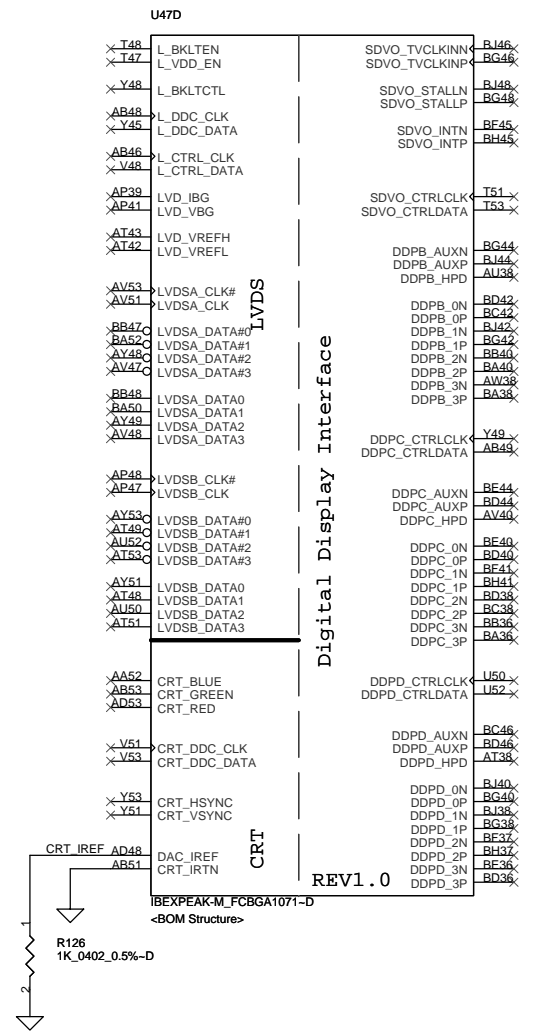 U47D
T48 L_BKLTEN
T47 L_VDD_EN
Y48 L_BKLTCTL
AB48 L_DDC_CLK
Y45 L_DDC_DATA
AB46 L_CTRL_CLK
V48 L_CTRL_DATA
AP39 LVD_IBG
AP41 LVD_VBG
AT43 LVD_VREFH
AT42 LVD_VREFL
AV53 LVDSA_CLK#
AV51 LVDSA_CLK
BB47 LVDSA_DATA#0
BA52 LVDSA_DATA#1
AY48 LVDSA_DATA#2
AV47 LVDSA_DATA#3
BB48 LVDSA_DATA0
BA50 LVDSA_DATA1
AY49 LVDSA_DATA2
AV48 LVDSA_DATA3
AP48 LVDSB_CLK#
AP47 LVDSB_CLK
AY53 LVDSB_DATA#0
AT49 LVDSB_DATA#1
AU52 LVDSB_DATA#2
AT53 LVDSB_DATA#3
AY51 LVDSB_DATA0
AT48 LVDSB_DATA1
AU50 LVDSB_DATA2
AT51 LVDSB_DATA3
AA52 CRT_BLUE
AB53 CRT_GREEN
AD53 CRT_RED
V51 CRT_DDC_CLK
V53 CRT_DDC_DATA
Y53 CRT_HSYNC
Y51 CRT_VSYNC
CRT_IREF AD48 DAC_IREF
AB51 CRT_IRTN
LVDS
CRT
Digital Display Interface
SDVO_TVCLKINN BJ46
SDVO_TVCLKINP BG46
SDVO_STALLN BJ48
SDVO_STALLP BG48
SDVO_INTN BF45
SDVO_INTP BH45
SDVO_CTRLCLK T51
SDVO_CTRLDATA T53
DDPB_AUXN BG44
DDPB_AUXP BJ44
DDPB_HPD AU38
DDPB_0N BD42
DDPB_0P BC42
DDPB_1N BJ42
DDPB_1P BG42
DDPB_2N BB40
DDPB_2P BA40
DDPB_3N AW38
DDPB_3P BA38
DDPC_CTRLCLK Y49
DDPC_CTRLDATA AB49
DDPC_AUXN BE44
DDPC_AUXP BD44
DDPC_HPD AV40
DDPC_0N BE40
DDPC_0P BD40
DDPC_1N BF41
DDPC_1P BH41
DDPC_2N BD38
DDPC_2P BC38
DDPC_3N BB36
DDPC_3P BA36
DDPD_CTRLCLK U50
DDPD_CTRLDATA U52
DDPD_AUXN BC46
DDPD_AUXP BD46
DDPD_HPD AT38
DDPD_0N BJ40
DDPD_0P BG40
DDPD_1N BJ38
DDPD_1P BG38
DDPD_2N BF37
DDPD_2P BH37
DDPD_3N BE36
DDPD_3P BD36
REV1.0
IBEXPEAK-M_FCBGA1071~D
<BOM Structure>
1
R126
1K_0402_0.5%~D
2